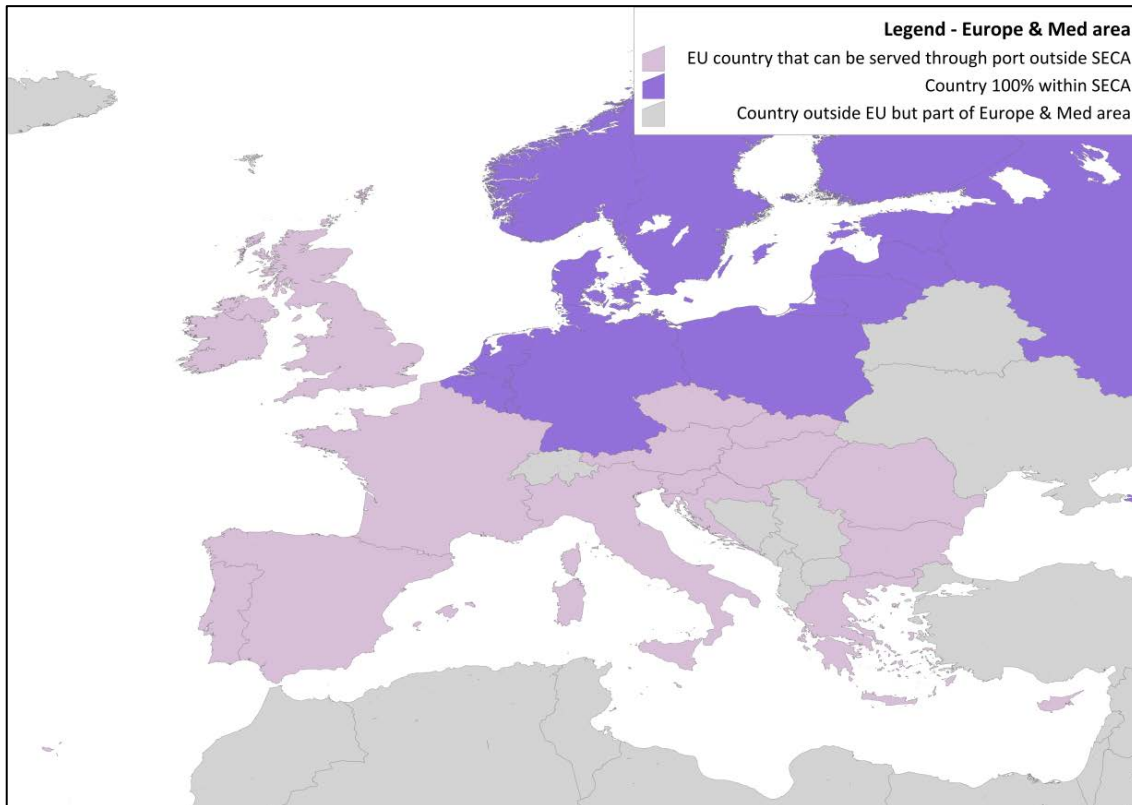 Legend - Europe & Med area
EU country that can be served through port outside SECA
Country 100% within SECA
Country outside EU but part of Europe & Med area